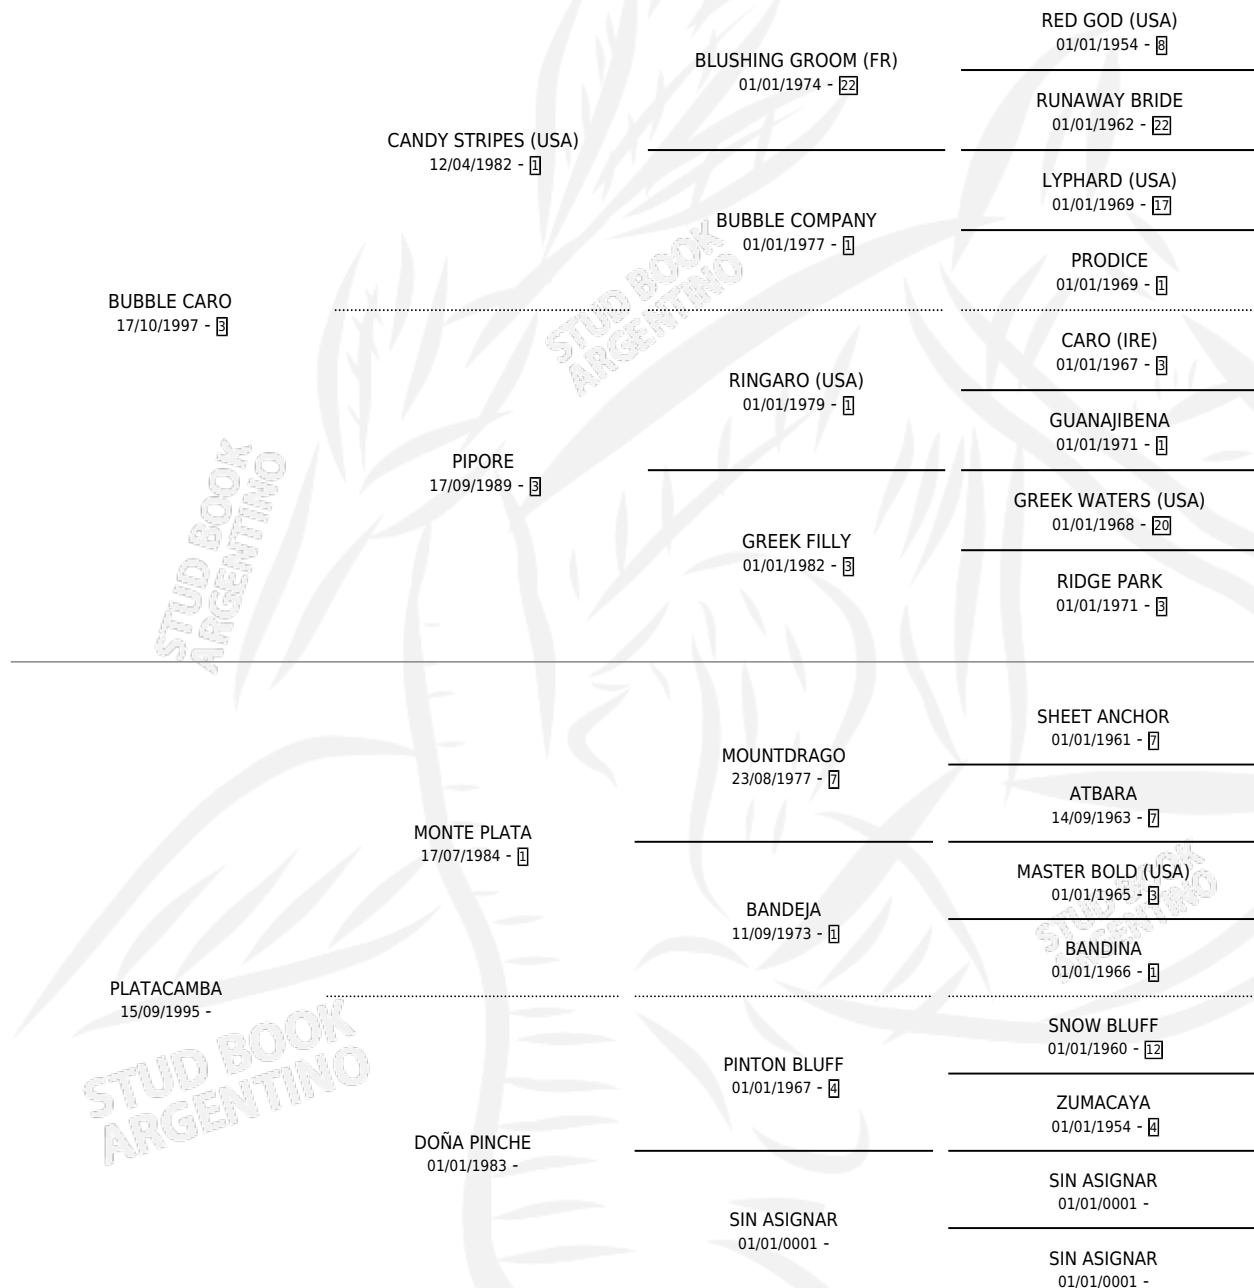 RED GOD (USA)
01/01/1954 - 8
BLUSHING GROOM (FR)
01/01/1974 - 22
RUNAWAY BRIDE
01/01/1962 - 22
CANDY STRIPES (USA)
12/04/1982 - 1
LYPHARD (USA)
01/01/1969 - 17
BUBBLE COMPANY
01/01/1977 - 1
PRODICE
01/01/1969 - 1
BUBBLE CARO
17/10/1997 - 3
STUD BOOK
ARGENTINO
CARO (IRE)
01/01/1967 - 3
RINGARO (USA)
01/01/1979 - 1
GUANAJIBENA
01/01/1971 - 1
PIPORE
17/09/1989 - 3
GREEK WATERS (USA)
01/01/1968 - 20
GREEK FILLY
01/01/1982 - 3
RIDGE PARK
01/01/1971 - 3
STUD BOOK
ARGENTINO
SHEET ANCHOR
01/01/1961 - 7
MOUNTDRAGO
23/08/1977 - 7
ATBARA
14/09/1963 - 7
MONTE PLATA
17/07/1984 - 1
MASTER BOLD (USA)
01/01/1965 - 3
BANDEJA
11/09/1973 - 1
BANDINA
01/01/1966 - 1
STUD BOOK
ARGENTINO
PLATACAMBA
15/09/1995 -
SNOW BLUFF
01/01/1960 - 12
PINTON BLUFF
01/01/1967 - 4
ZUMACAYA
01/01/1954 - 4
STUD BOOK
ARGENTINO
DOÑA PINCHE
01/01/1983 -
SIN ASIGNAR
01/01/0001 -
SIN ASIGNAR
01/01/0001 -
SIN ASIGNAR
01/01/0001 -